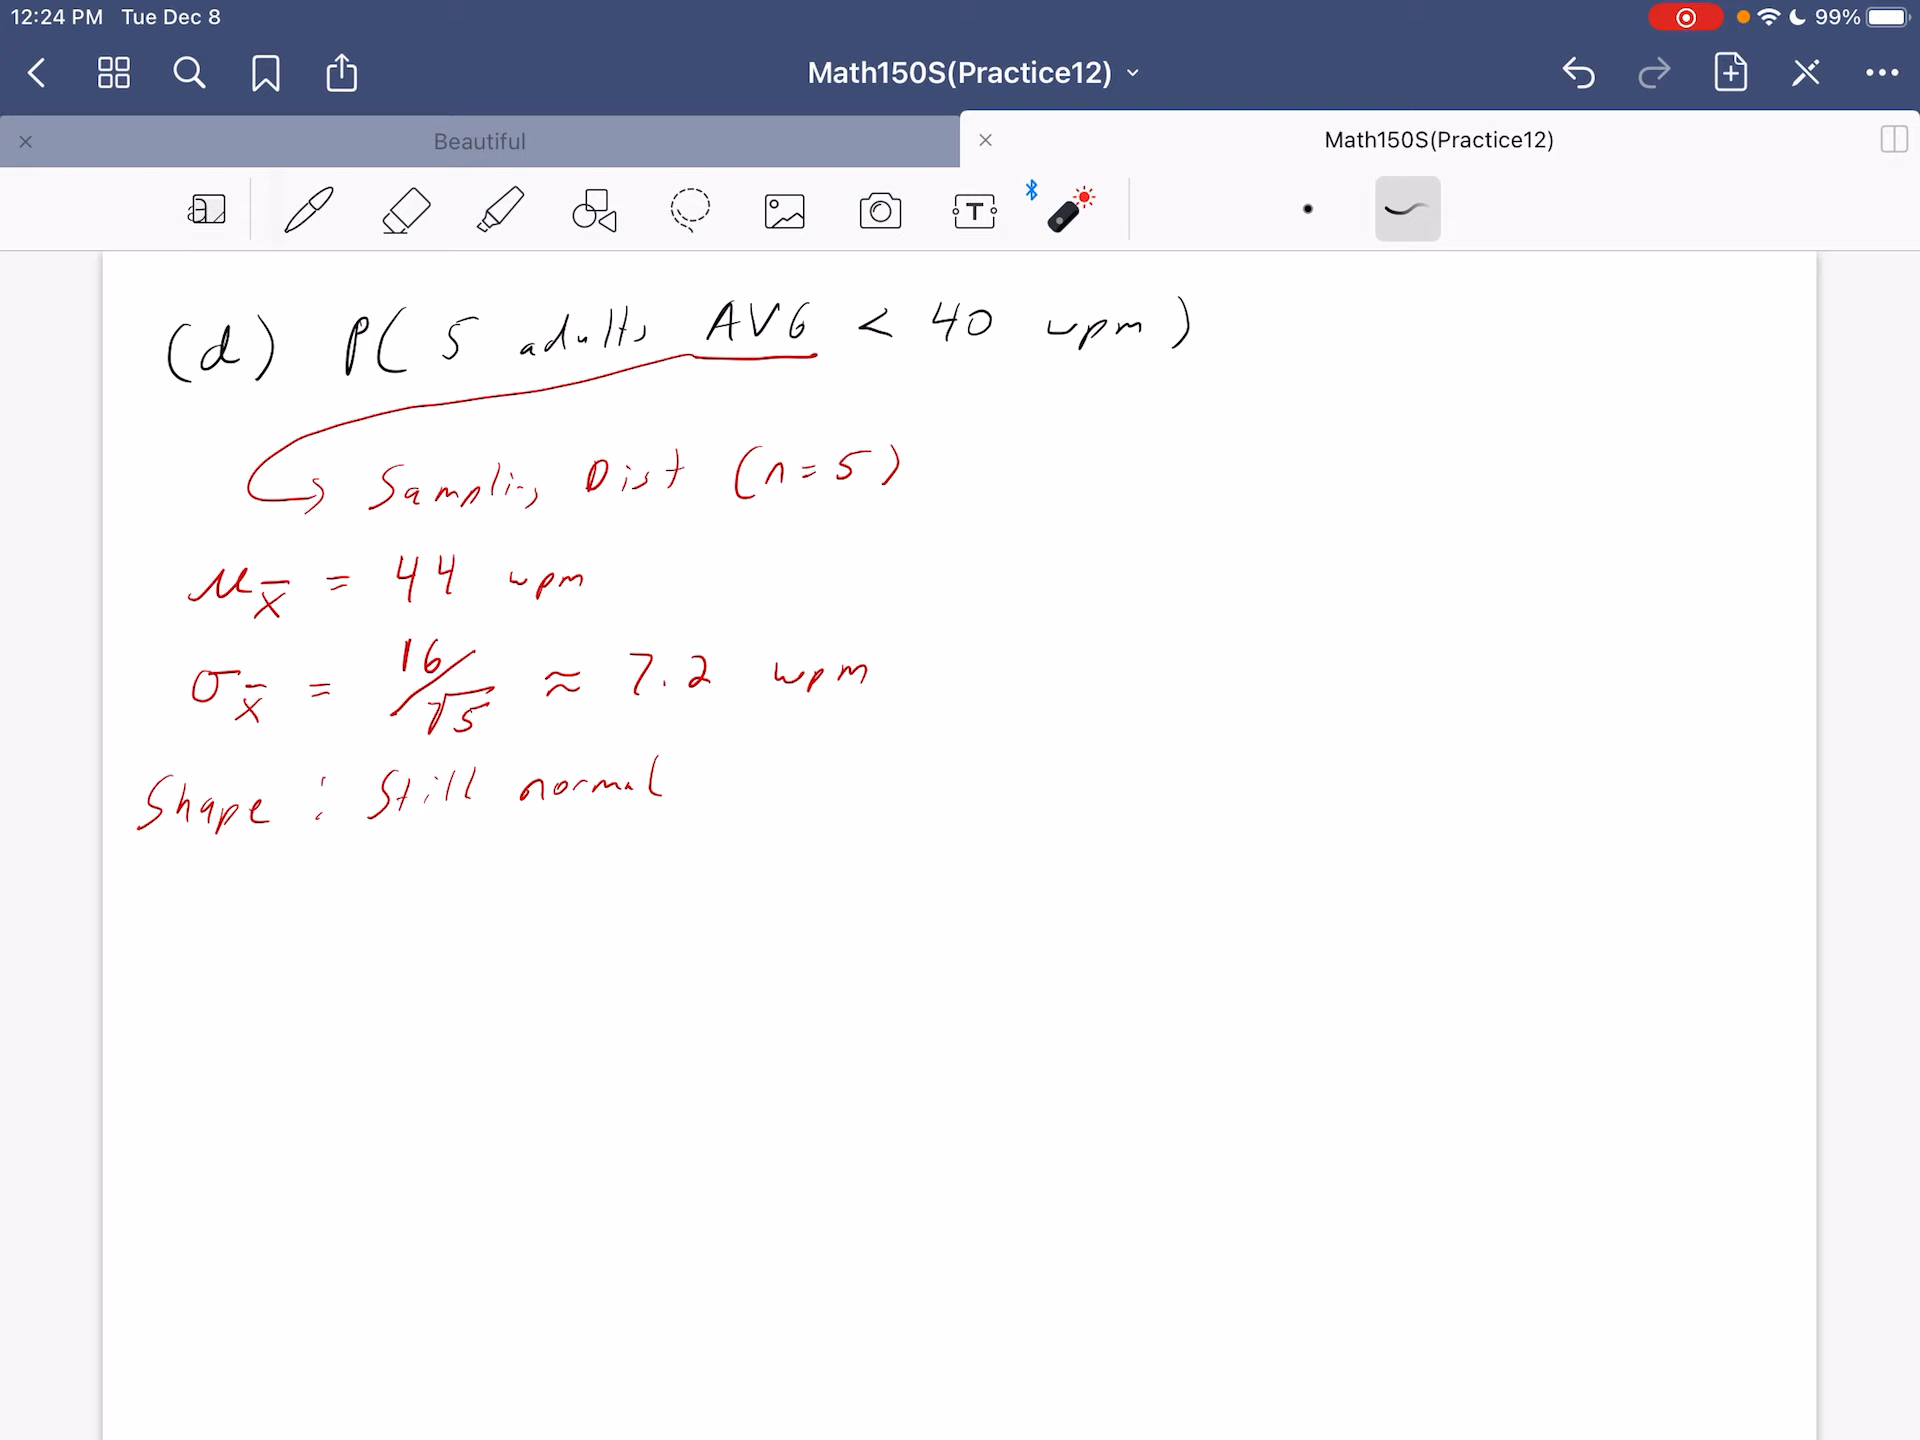 12:24 PM Tue Dec 8 99%
Math150S(Practice12)
Beautiful Math150S(Practice12)
a T
(d) P( 5 adults AVG < 40 wpm )
Sampling Dist (n=5)
μx̄ = 44 wpm
σx̄ = 16/√5 ≈ 7.2 wpm
Shape : Still normal